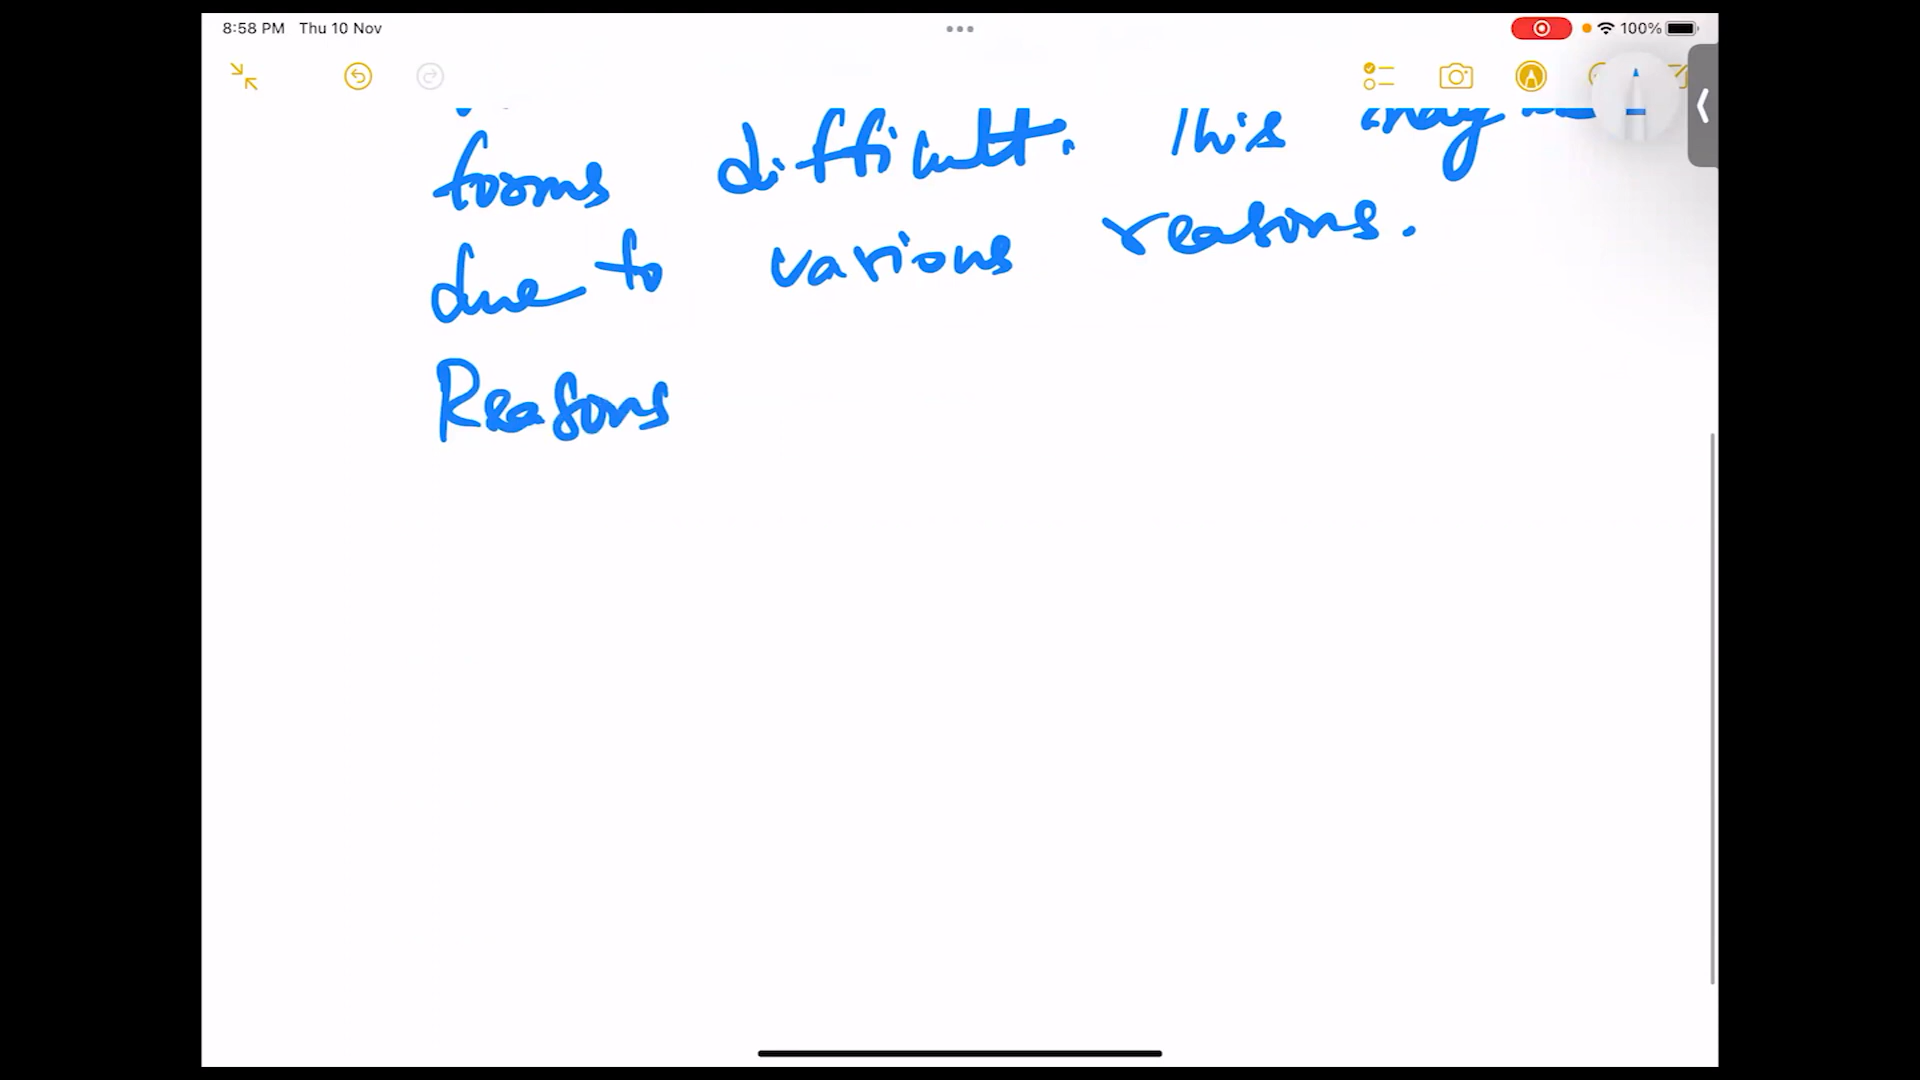 8:58 PM Thu 10 Nov 100%
forms difficult. This may
due to various reasons.
Reasons